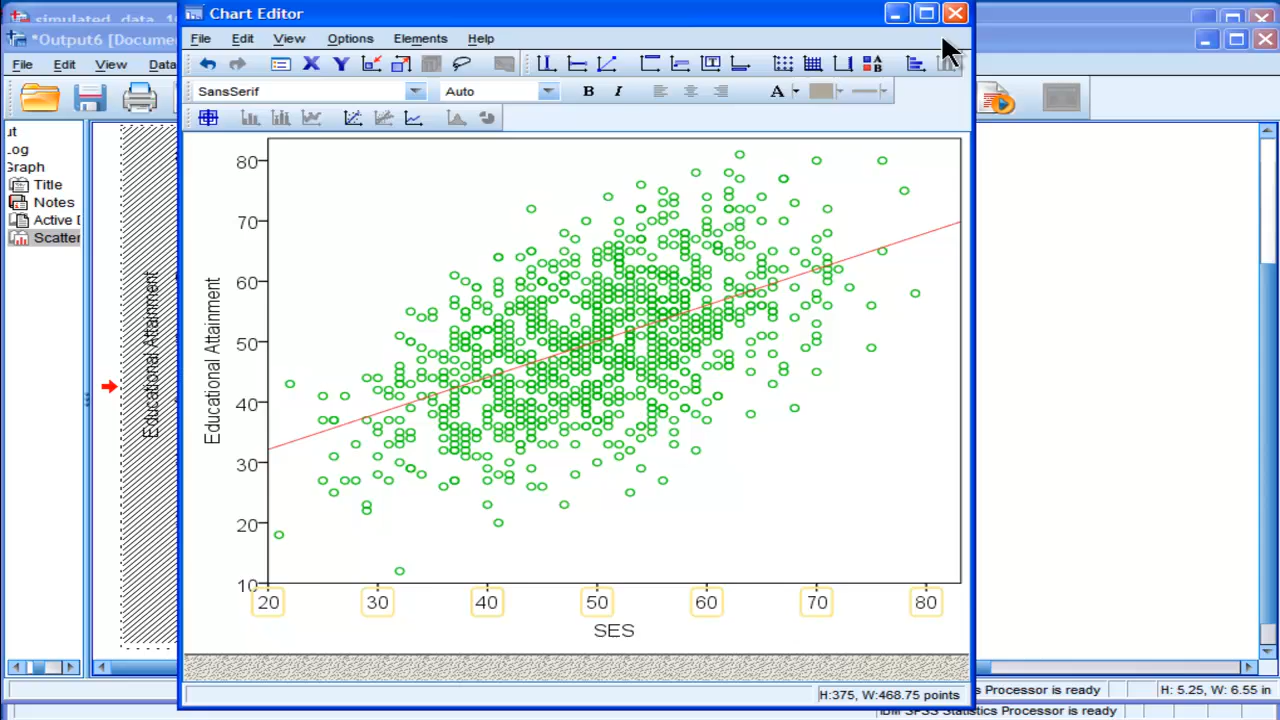 simulated_data_10
*Output6 [Docume
File Edit View Data
ut
Log
Graph
Title
Notes
Active D
Scatter
Educational Attainment
Chart Editor
File Edit View Options Elements Help
X Y
SansSerif Auto B I A
80
70
60
50
40
30
20
10
Educational Attainment
20 30 40 50 60 70 80
SES
H:375, W:468.75 points
s Processor is ready H: 5.25, W: 6.55 in
IBM SPSS Statistics Processor is ready